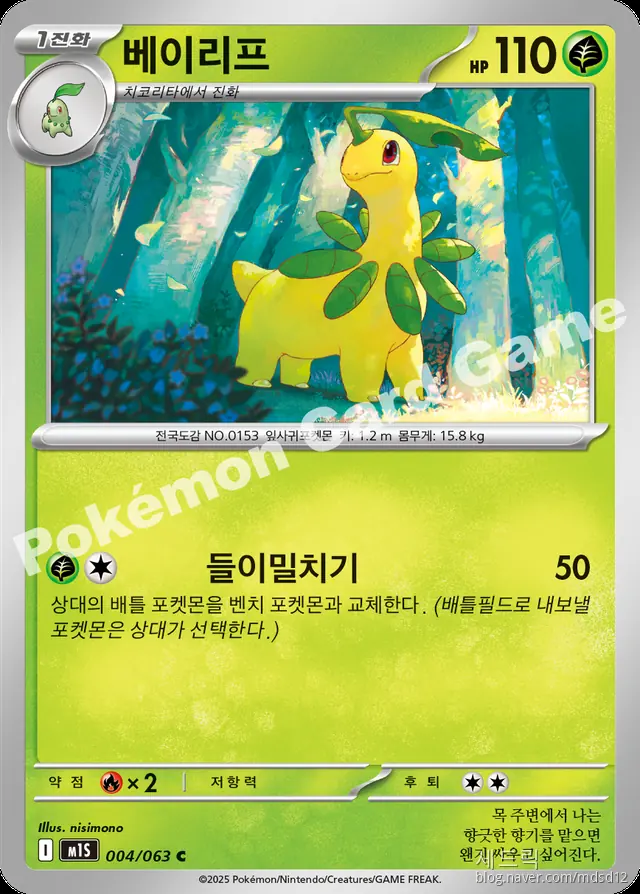 1진화
베이리프
HP 110
치코리타에서 진화
전국도감 NO.0153 잎사귀포켓몬 키: 1.2 m 몸무게: 15.8 kg
Pokémon Card Game
들이밀치기 50
상대의 배틀 포켓몬을 벤치 포켓몬과 교체한다. (배틀필드로 내보낼
포켓몬은 상대가 선택한다.)
약점 ×2 저항력 후퇴
Illus. nisimono
I M1S 004/063 C
목 주변에서 나는
향긋한 향기를 맡으면
왠지 싸우고 싶어진다.
세드릭
blog.naver.com/mdsd12
©2025 Pokémon/Nintendo/Creatures/GAME FREAK.